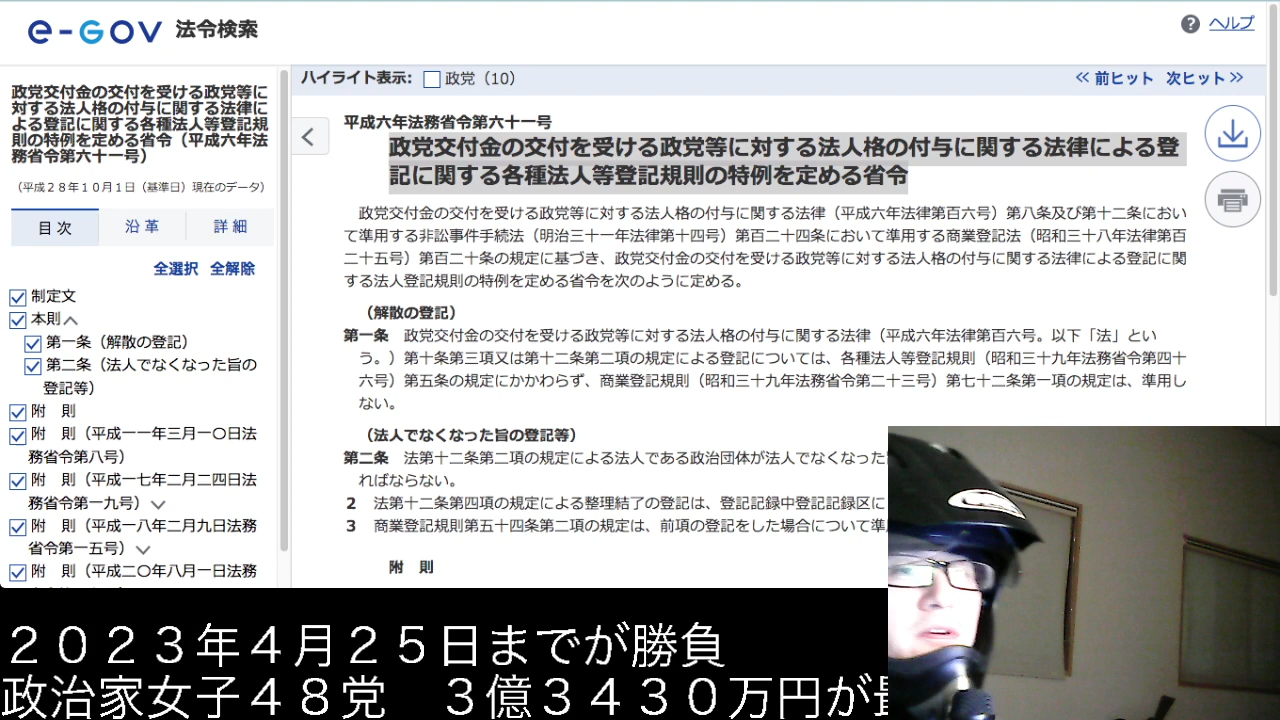 e-GOV 法令検索
ヘルプ
政党交付金の交付を受ける政党等に
対する法人格の付与に関する法律に
よる登記に関する各種法人等登記規
則の特例を定める省令（平成六年法
務省令第六十一号）
（平成２８年１０月１日（基準日）現在のデータ）
目次 沿革 詳細
全選択 全解除
制定文
本則
第一条（解散の登記）
第二条（法人でなくなった旨の
登記等）
附　則
附　則（平成一一年三月一〇日法
務省令第八号）
附　則（平成一七年二月二四日法
務省令第一九号）
附　則（平成一八年二月九日法務
省令第一五号）
附　則（平成二〇年八月一日法務
ハイライト表示: 政党（10）
前ヒット 次ヒット
平成六年法務省令第六十一号
政党交付金の交付を受ける政党等に対する法人格の付与に関する法律による登
記に関する各種法人等登記規則の特例を定める省令
政党交付金の交付を受ける政党等に対する法人格の付与に関する法律（平成六年法律第百六号）第八条及び第十二条におい
て準用する非訟事件手続法（明治三十一年法律第十四号）第百二十四条において準用する商業登記法（昭和三十八年法律第百
二十五号）第百二十条の規定に基づき、政党交付金の交付を受ける政党等に対する法人格の付与に関する法律による登記に関
する法人登記規則の特例を定める省令を次のように定める。
（解散の登記）
第一条　政党交付金の交付を受ける政党等に対する法人格の付与に関する法律（平成六年法律第百六号。以下「法」とい
う。）第十条第三項又は第十二条第二項の規定による登記については、各種法人等登記規則（昭和三十九年法務省令第四十
六号）第五条の規定にかかわらず、商業登記規則（昭和三十九年法務省令第二十三号）第七十二条第一項の規定は、準用し
ない。
（法人でなくなった旨の登記等）
第二条　法第十二条第二項の規定による法人である政治団体が法人でなくなった
ればならない。
２　法第十二条第四項の規定による整理結了の登記は、登記記録中登記記録区に
３　商業登記規則第五十四条第二項の規定は、前項の登記をした場合について準
附　則
２０２３年４月２５日までが勝負
政治家女子４８党　３億３４３０万円が